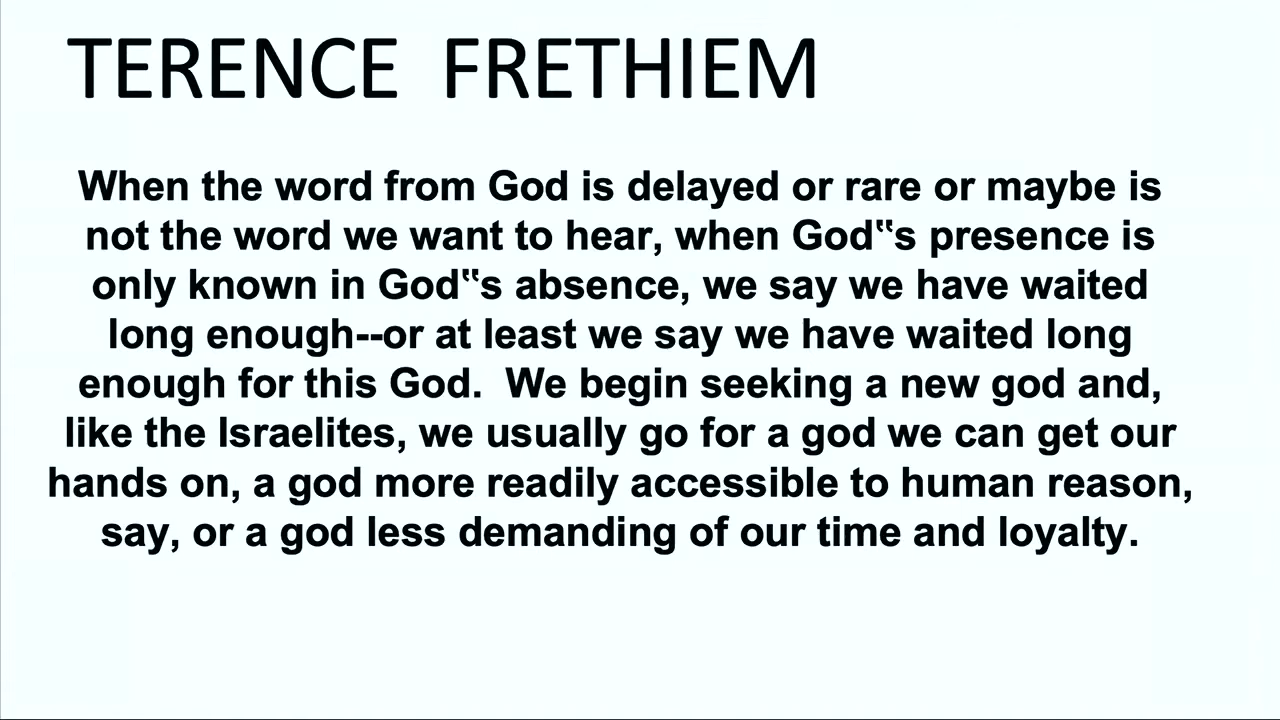 TERENCE FRETHIEM
When the word from God is delayed or rare or maybe is
not the word we want to hear, when God‟s presence is
only known in God‟s absence, we say we have waited
long enough--or at least we say we have waited long
enough for this God. We begin seeking a new god and,
like the Israelites, we usually go for a god we can get our
hands on, a god more readily accessible to human reason,
say, or a god less demanding of our time and loyalty.